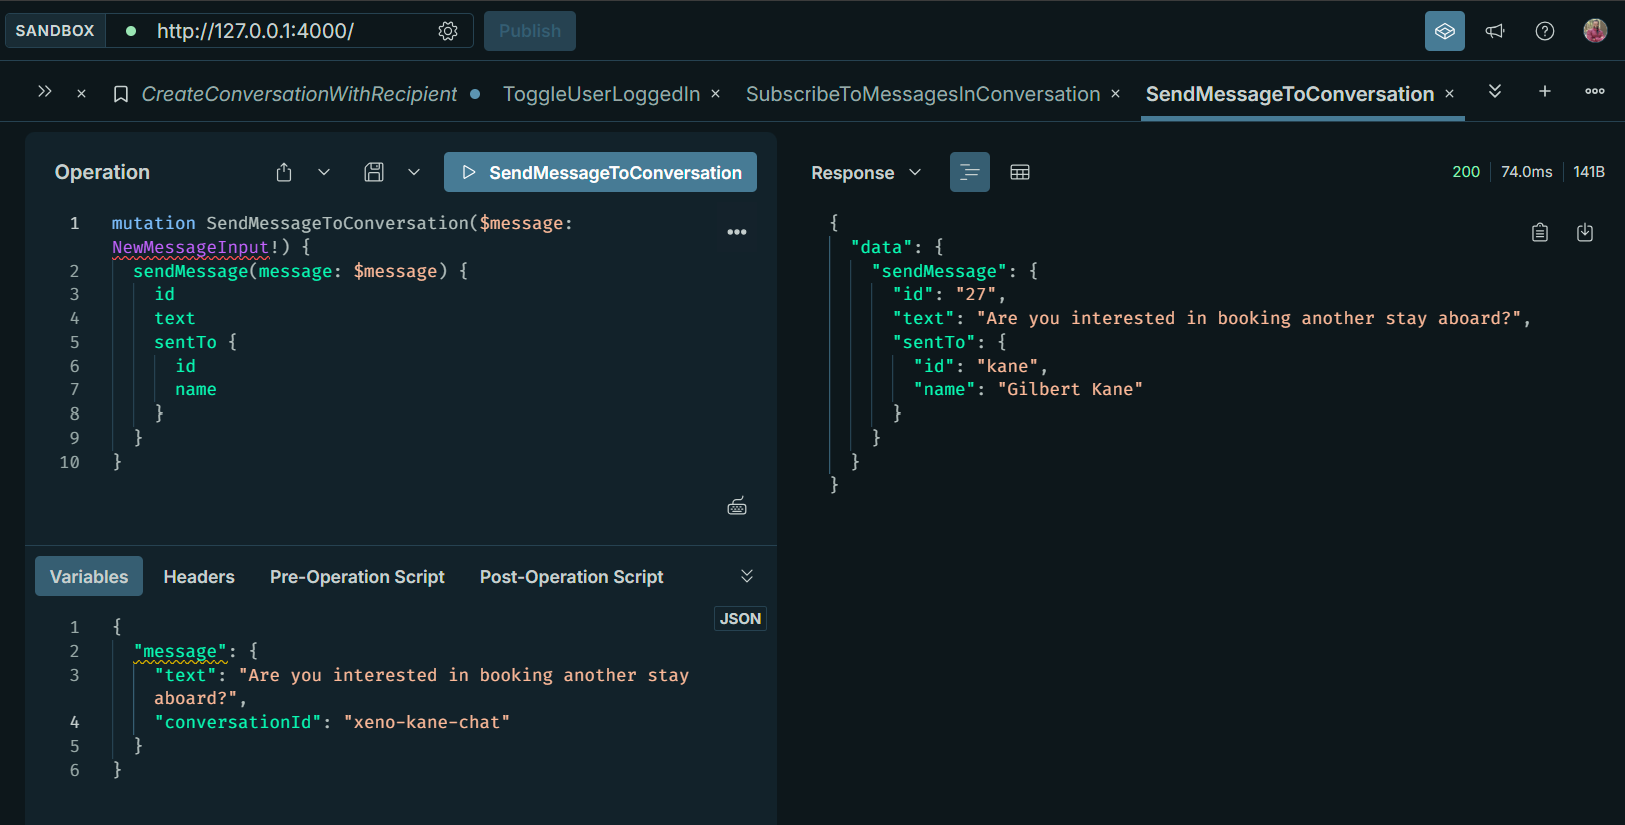 SANDBOX
http://127.0.0.1:4000/
Publish
CreateConversationWithRecipient
ToggleUserLoggedIn
SubscribeToMessagesInConversation
SendMessageToConversation
Operation
SendMessageToConversation
1 mutation SendMessageToConversation($message:
NewMessageInput!) {
2 sendMessage(message: $message) {
3 id
4 text
5 sentTo {
6 id
7 name
8 }
9 }
10 }
Variables Headers Pre-Operation Script Post-Operation Script
JSON
1 {
2 "message": {
3 "text": "Are you interested in booking another stay
aboard?",
4 "conversationId": "xeno-kane-chat"
5 }
6 }
Response
200 74.0ms 141B
{
"data": {
"sendMessage": {
"id": "27",
"text": "Are you interested in booking another stay aboard?",
"sentTo": {
"id": "kane",
"name": "Gilbert Kane"
}
}
}
}